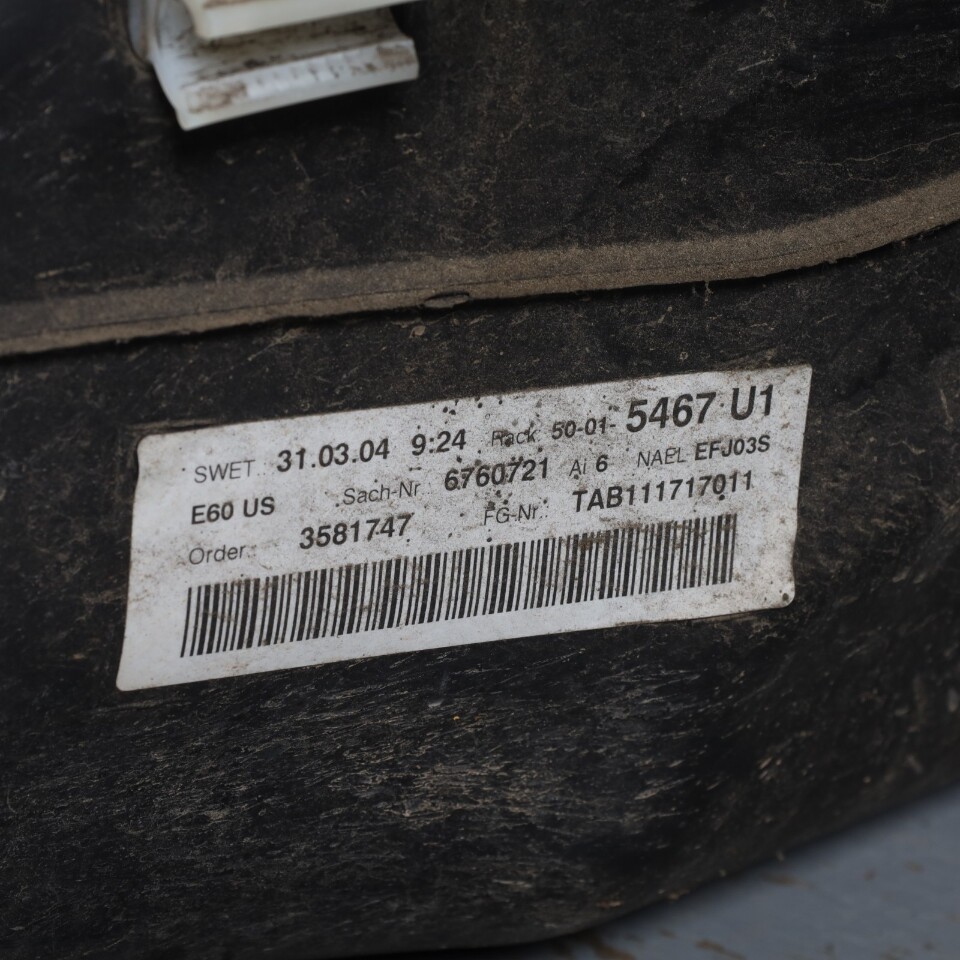 SWET. 31.03.04 9:24 Rack 50-01- 5467 U1
E60 US Sach-Nr 6760721 Ai 6 NAEL EFJ03S
Order: 3581747 FG-Nr: TAB111717011